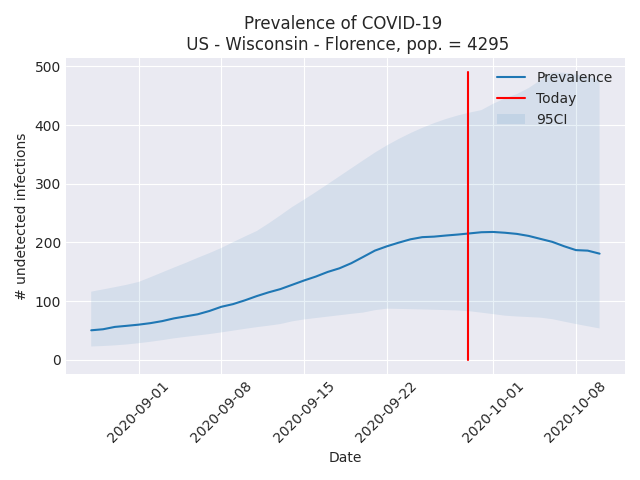 Prevalence of COVID-19
US - Wisconsin - Florence, pop. = 4295
500
400
300
200
100
0
# undetected infections
Prevalence
Today
95CI
2020-09-01
2020-09-08
2020-09-15
2020-09-22
2020-10-01
2020-10-08
Date